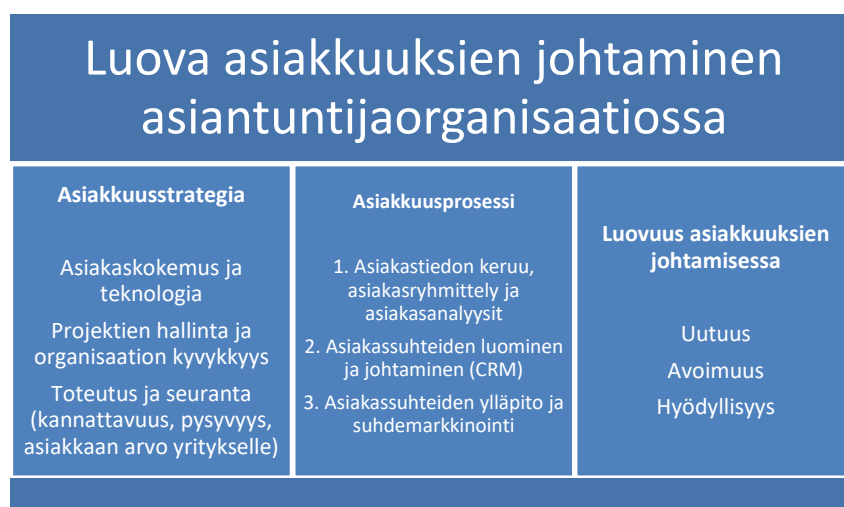 Luova asiakkuuksien johtaminen
asiantuntijaorganisaatiossa
Asiakkuusstrategia
Asiakaskokemus ja
teknologia
Projektien hallinta ja
organisaation kyvykkyys
Toteutus ja seuranta
(kannattavuus, pysyvyys,
asiakkaan arvo yritykselle)
Asiakkuusprosessi
1. Asiakastiedon keruu,
asiakasryhmittely ja
asiakasanalyysit
2. Asiakassuhteiden luominen
ja johtaminen (CRM)
3. Asiakassuhteiden ylläpito ja
suhdemarkkinointi
Luovuus asiakkuuksien
johtamisessa
Uutuus
Avoimuus
Hyödyllisyys